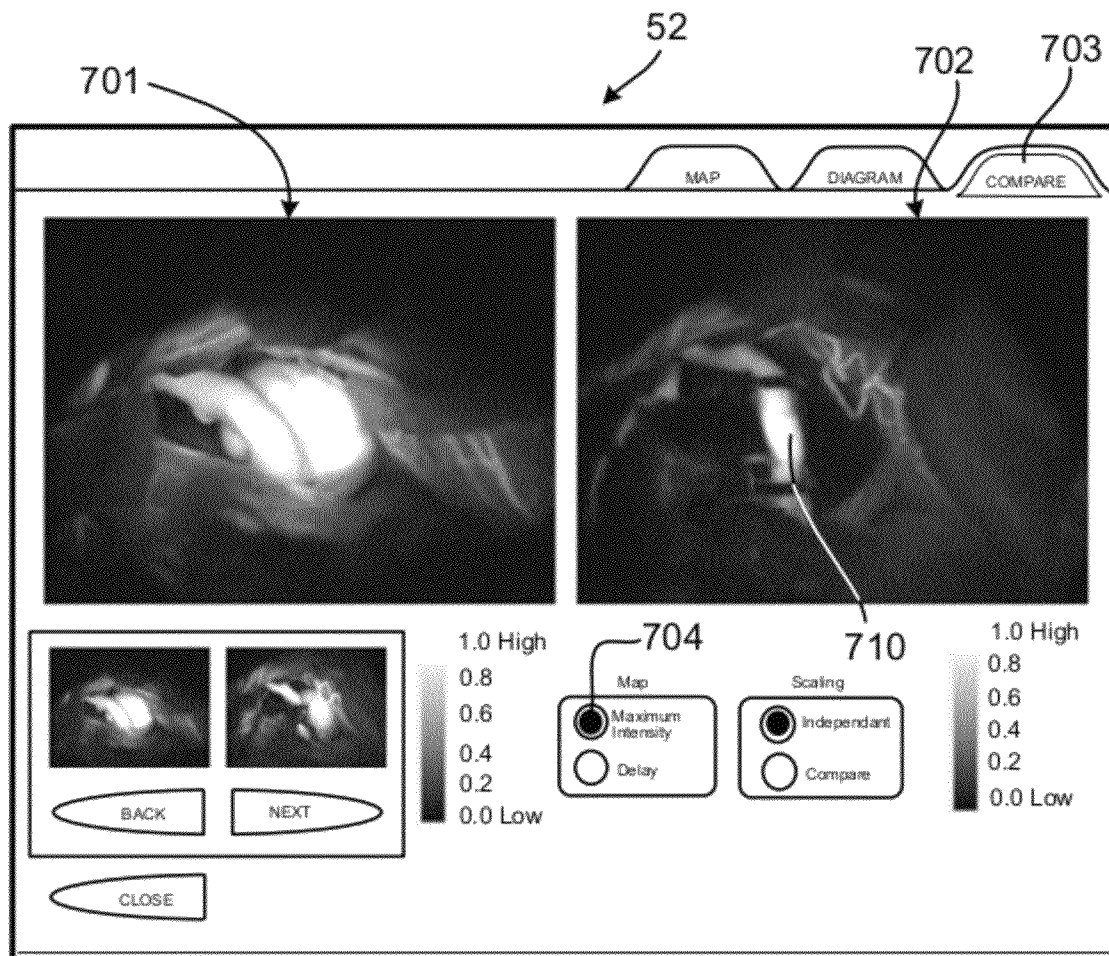 52
701
702
703
MAP
DIAGRAM
COMPARE
1.0 High
0.8
0.6
0.4
0.2
0.0 Low
704
710
Map
Maximum
Intensity
Delay
Scaling
Independant
Compare
1.0 High
0.8
0.6
0.4
0.2
0.0 Low
BACK
NEXT
CLOSE